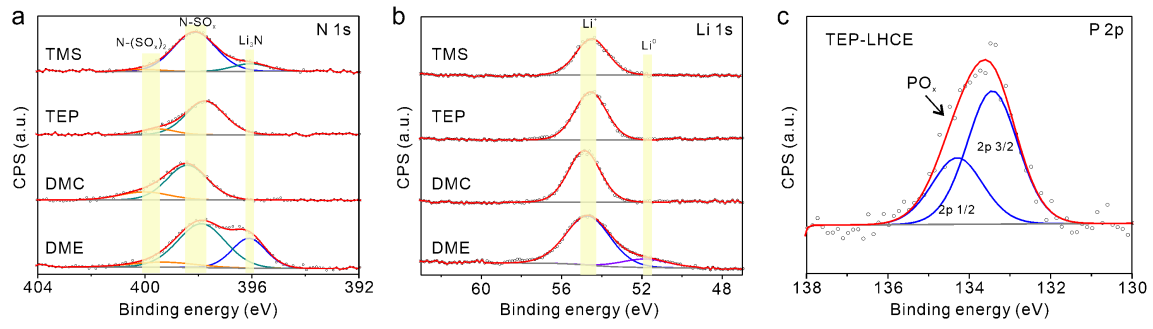 a
N 1s
N-(SOₓ)₂
N-SOₓ
Li₃N
TMS
TEP
DMC
DME
CPS (a.u.)
404 400 396 392
Binding energy (eV)
b
Li 1s
Li⁺
Li⁰
TMS
TEP
DMC
DME
CPS (a.u.)
60 56 52 48
Binding energy (eV)
c
P 2p
TEP-LHCE
POₓ
2p 3/2
2p 1/2
CPS (a.u.)
138 136 134 132 130
Binding energy (eV)